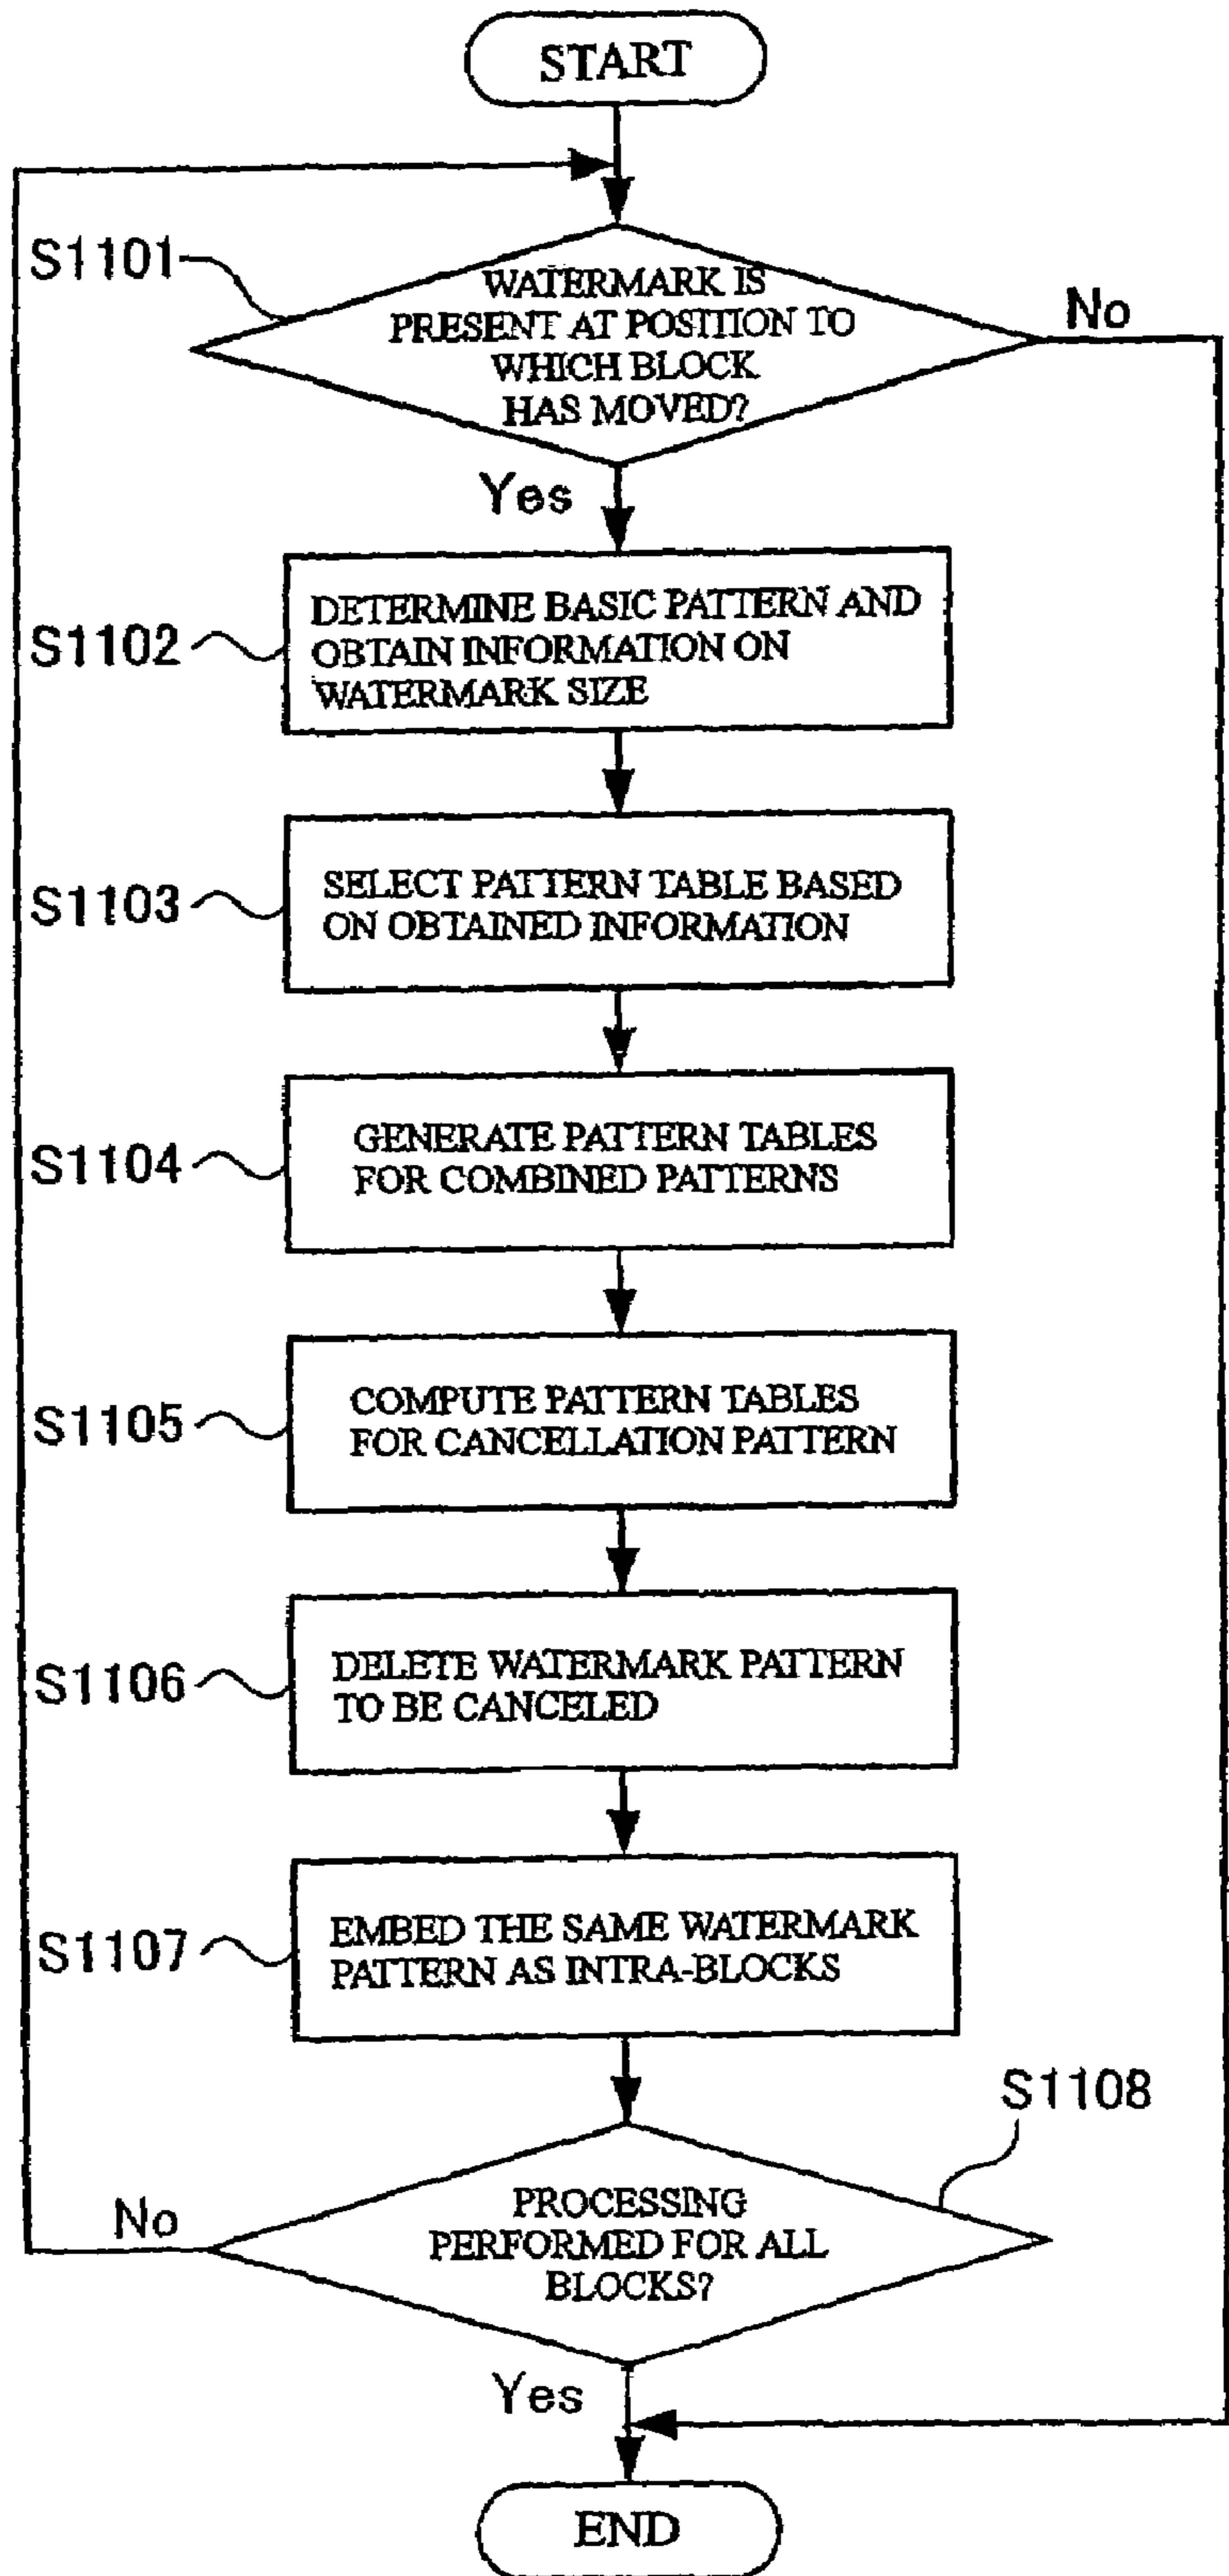 START
S1101
WATERMARK IS
PRESENT AT POSITION TO
WHICH BLOCK
HAS MOVED?
No
Yes
S1102
DETERMINE BASIC PATTERN AND
OBTAIN INFORMATION ON
WATERMARK SIZE
S1103
SELECT PATTERN TABLE BASED
ON OBTAINED INFORMATION
S1104
GENERATE PATTERN TABLES
FOR COMBINED PATTERNS
S1105
COMPUTE PATTERN TABLES
FOR CANCELLATION PATTERN
S1106
DELETE WATERMARK PATTERN
TO BE CANCELED
S1107
EMBED THE SAME WATERMARK
PATTERN AS INTRA-BLOCKS
S1108
PROCESSING
PERFORMED FOR ALL
BLOCKS?
No
Yes
END